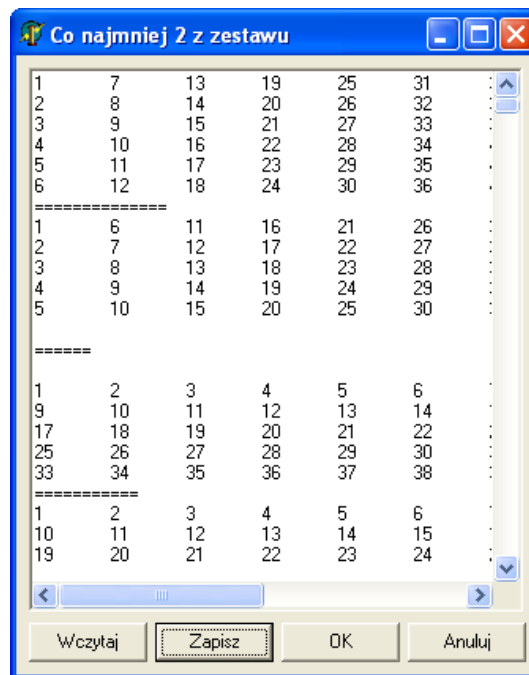 Co najmniej 2 z zestawu
1 7 13 19 25 31
2 8 14 20 26 32
3 9 15 21 27 33
4 10 16 22 28 34
5 11 17 23 29 35
6 12 18 24 30 36
==============
1 6 11 16 21 26
2 7 12 17 22 27
3 8 13 18 23 28
4 9 14 19 24 29
5 10 15 20 25 30
======
1 2 3 4 5 6
9 10 11 12 13 14
17 18 19 20 21 22
25 26 27 28 29 30
33 34 35 36 37 38
===========
1 2 3 4 5 6
10 11 12 13 14 15
19 20 21 22 23 24
Wczytaj Zapisz OK Anuluj